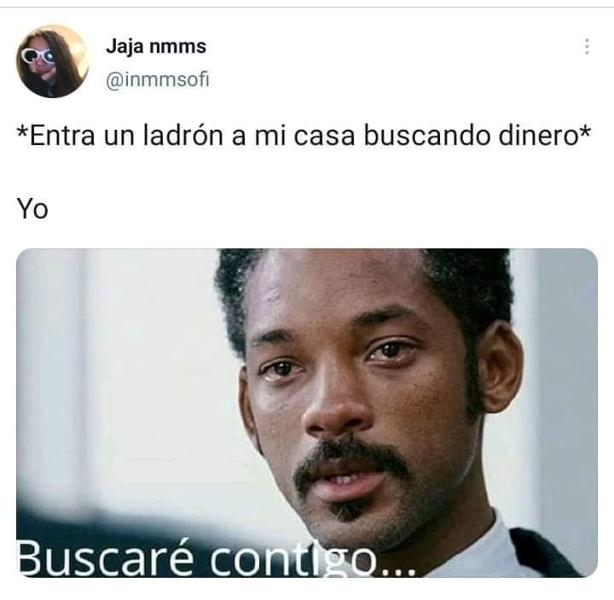 Jaja nmms
@inmmsofi
*Entra un ladrón a mi casa buscando dinero*
Yo
Buscaré contigo...